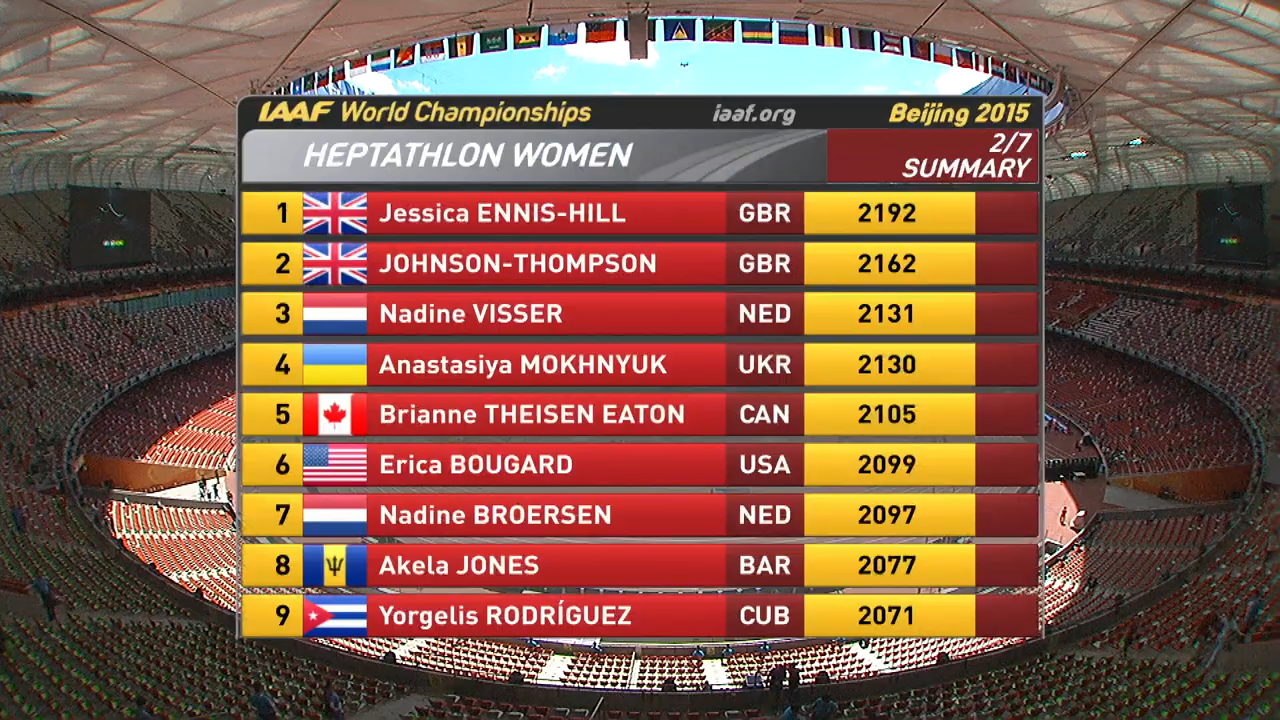 IAAF World Championships iaaf.org Beijing 2015
HEPTATHLON WOMEN 2/7 SUMMARY
1 Jessica ENNIS-HILL GBR 2192
2 JOHNSON-THOMPSON GBR 2162
3 Nadine VISSER NED 2131
4 Anastasiya MOKHNYUK UKR 2130
5 Brianne THEISEN EATON CAN 2105
6 Erica BOUGARD USA 2099
7 Nadine BROERSEN NED 2097
8 Akela JONES BAR 2077
9 Yorgelis RODRÍGUEZ CUB 2071